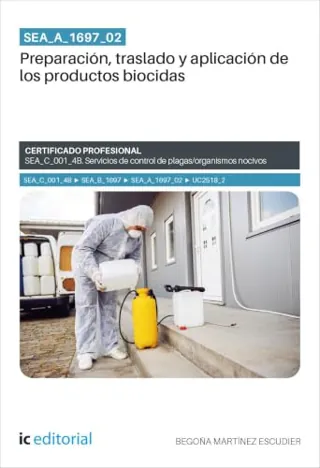 SEA_A_1697_02
Preparación, traslado y aplicación de
los productos biocidas
CERTIFICADO PROFESIONAL
SEA_C_001_4B. Servicios de control de plagas/organismos nocivos
SEA_C_001_4B ▶ SEA_B_1697 ▶ SEA_A_1697_02 ▶ UC2518_2
ic editorial
BEGOÑA MARTÍNEZ ESCUDIER